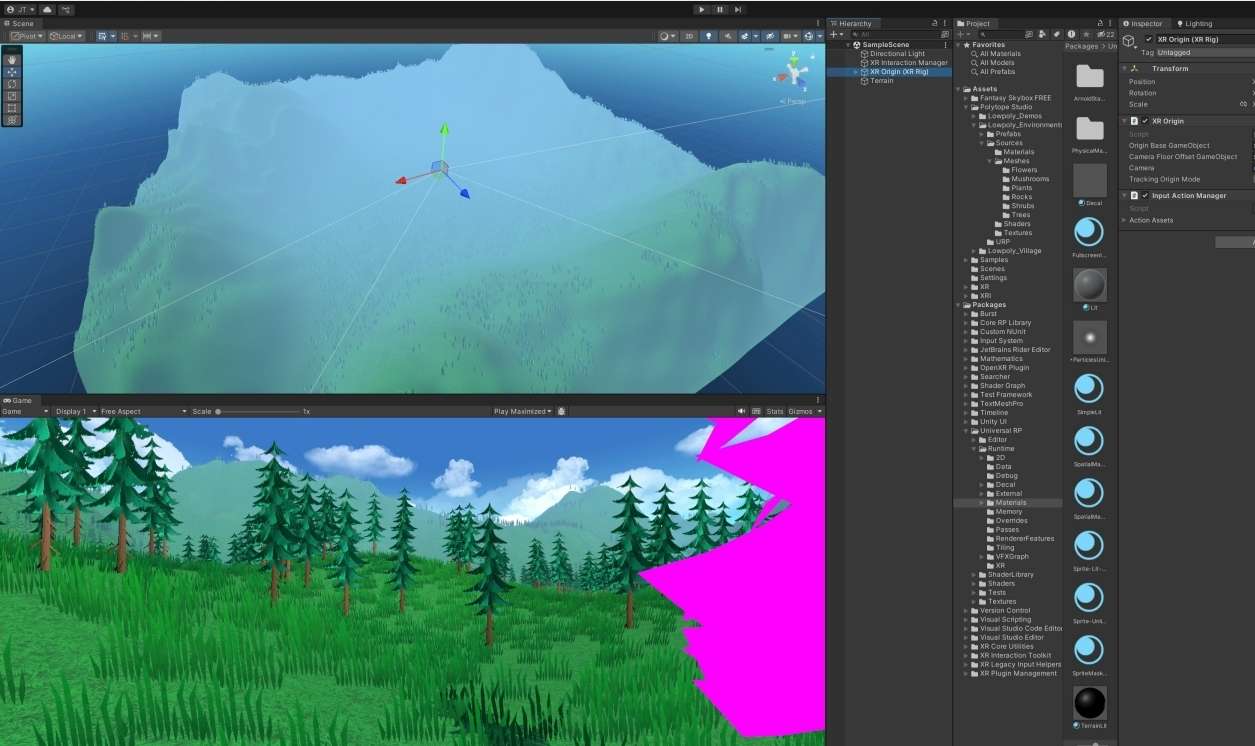 JT
Scene
Pivot
Local
2D
< Persp
Game
Game
Display 1
Free Aspect
Scale
1x
Play Maximized
Stats
Gizmos
Hierarchy
All
SampleScene
Directional Light
XR Interaction Manager
XR Origin (XR Rig)
Terrain
Project
22
Favorites
All Materials
All Models
All Prefabs
Assets
Fantasy Skybox FREE
Polytope Studio
Lowpoly_Demos
Lowpoly_Environment
Prefabs
Sources
Materials
Meshes
Flowers
Mushrooms
Plants
Rocks
Shrubs
Trees
Shaders
Textures
URP
Lowpoly_Village
Samples
Scenes
Settings
XR
XRI
Packages
Burst
Core RP Library
Custom NUnit
Input System
JetBrains Rider Editor
Mathematics
OpenXR Plugin
Searcher
Shader Graph
Test Framework
TextMeshPro
Timeline
Unity UI
Universal RP
Editor
Runtime
2D
Data
Debug
Decal
External
Materials
Memory
Overrides
Passes
RendererFeatures
Tiling
VFXGraph
XR
ShaderLibrary
Shaders
Tests
Textures
Version Control
Visual Scripting
Visual Studio Code Editor
Visual Studio Editor
XR Core Utilities
XR Interaction Toolkit
XR Legacy Input Helpers
XR Plugin Management
Packages > Un
ArnoldSta...
PhysicalMa...
Decal
FullscreenI...
Lit
ParticlesUnl...
SimpleLit
SpatialMa...
SpatialMa...
Sprite-Lit-...
Sprite-Unli...
SpriteMask...
TerrainLit
Inspector
Lighting
XR Origin (XR Rig)
Tag Untagged
Transform
Position
Rotation
Scale
XR Origin
Script
Origin Base GameObject
Camera Floor Offset GameObject
Camera
Tracking Origin Mode
Input Action Manager
Script
Action Assets